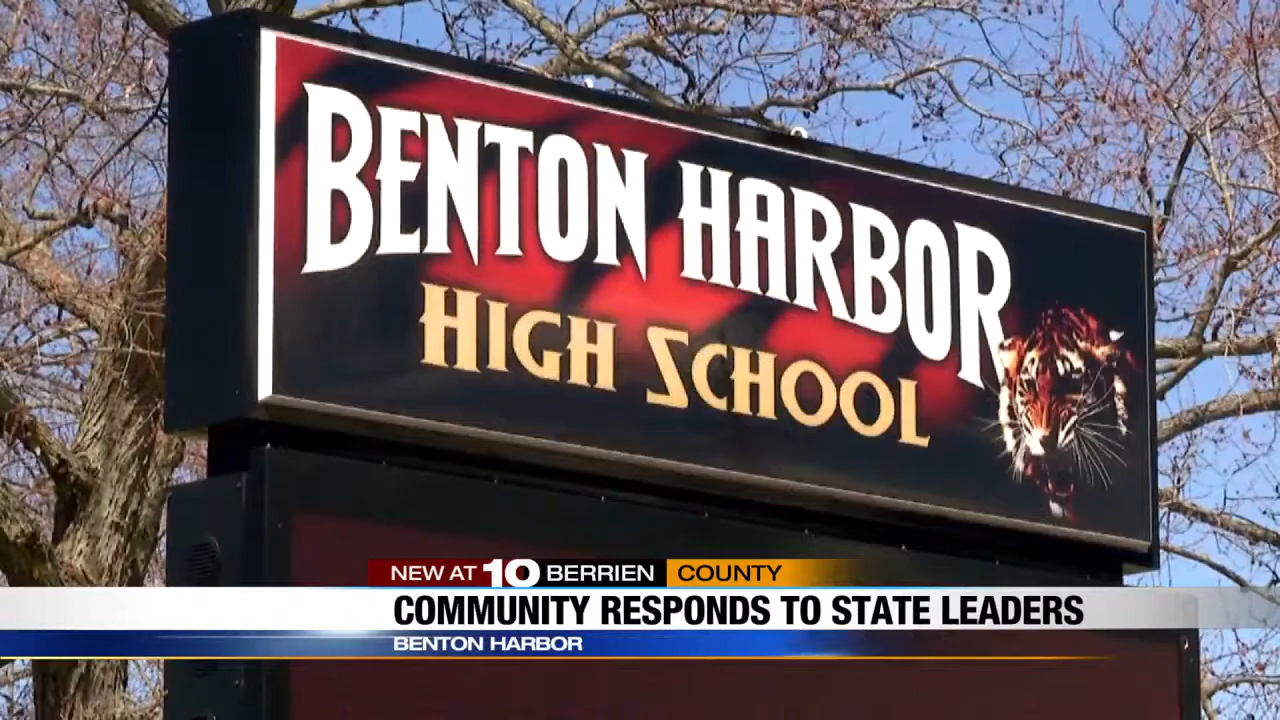 BENTON HARBOR
HIGH SCHOOL
NEW AT 10 BERRIEN COUNTY
COMMUNITY RESPONDS TO STATE LEADERS
BENTON HARBOR